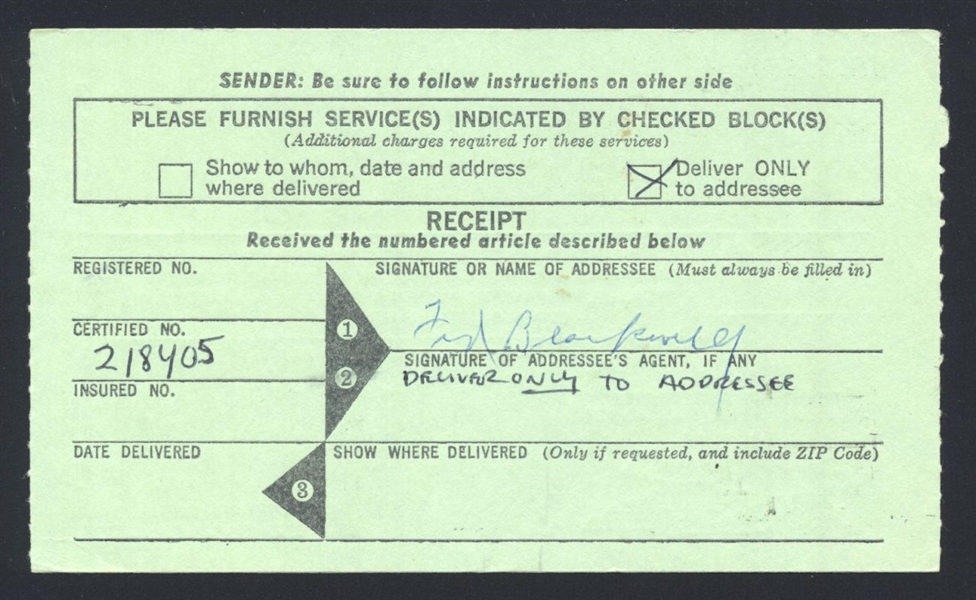 SENDER: Be sure to follow instructions on other side
PLEASE FURNISH SERVICE(S) INDICATED BY CHECKED BLOCK(S)
(Additional charges required for these services)
Show to whom, date and address
where delivered
Deliver ONLY
to addressee
RECEIPT
Received the numbered article described below
REGISTERED NO.
SIGNATURE OR NAME OF ADDRESSEE (Must always be filled in)
1
CERTIFIED NO.
218405
Blackwell
SIGNATURE OF ADDRESSEE'S AGENT, IF ANY
2
DELIVER ONLY TO ADDRESSEE
INSURED NO.
DATE DELIVERED
SHOW WHERE DELIVERED (Only if requested, and include ZIP Code)
3